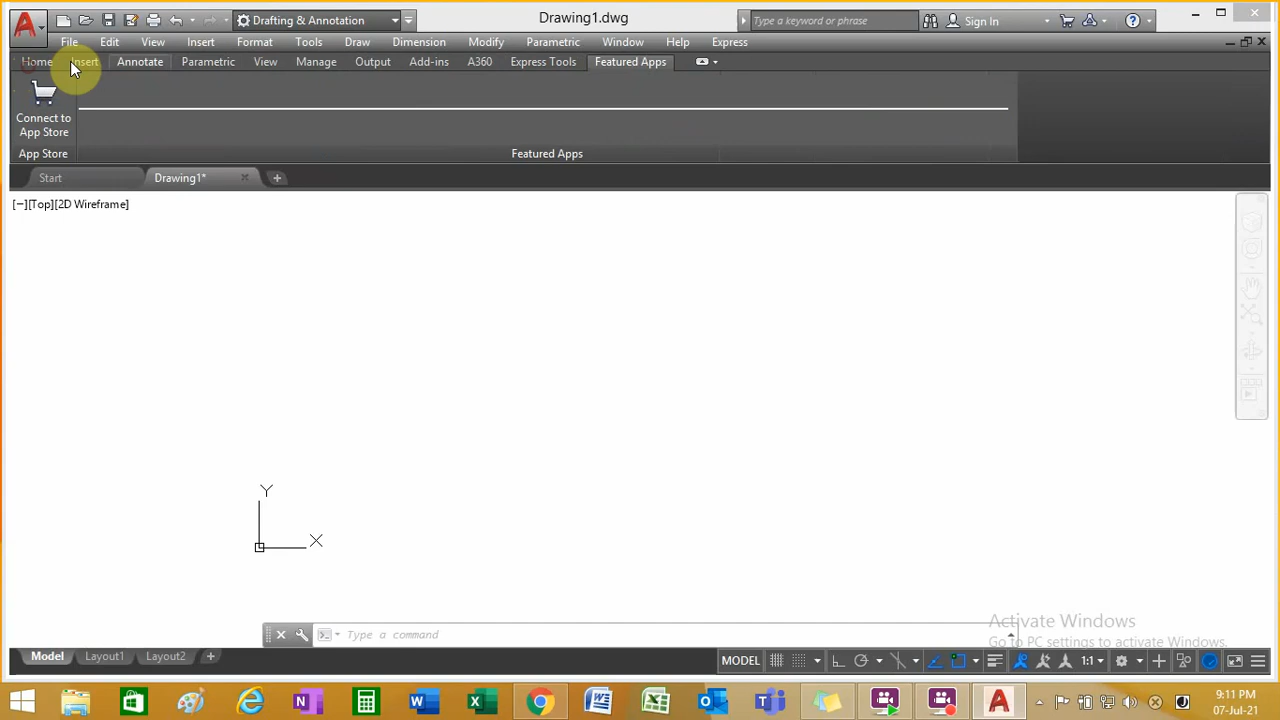 Drafting & Annotation
Drawing1.dwg
Type a keyword or phrase
Sign In
File Edit View Insert Format Tools Draw Dimension Modify Parametric Window Help Express
Home Insert Annotate Parametric View Manage Output Add-ins A360 Express Tools Featured Apps
Connect to
App Store
App Store
Featured Apps
Start
Drawing1*
[−][Top][2D Wireframe]
Y
X
Type a command
Activate Windows
Go to PC settings to activate Windows.
Model Layout1 Layout2
MODEL
1:1
9:11 PM
07-Jul-21